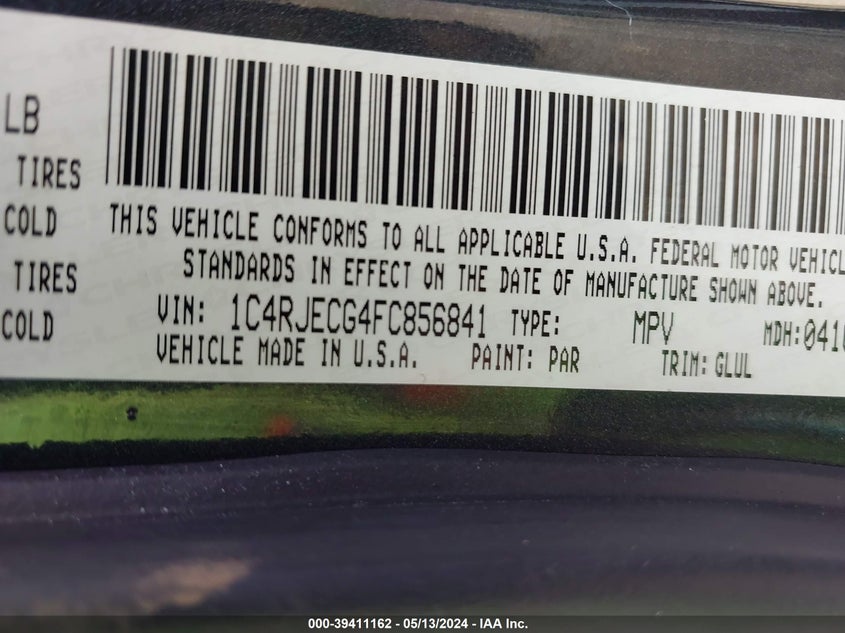 LB
TIRES
COLD
TIRES
COLD
THIS VEHICLE CONFORMS TO ALL APPLICABLE U.S.A. FEDERAL MOTOR VEHICL
STANDARDS IN EFFECT ON THE DATE OF MANUFACTURE SHOWN ABOVE.
VIN: 1C4RJECG4FC856841 TYPE: MPV MDH:041
VEHICLE MADE IN U.S.A. PAINT: PAR TRIM: GLUL
000-39411162 - 05/13/2024 - IAA Inc.